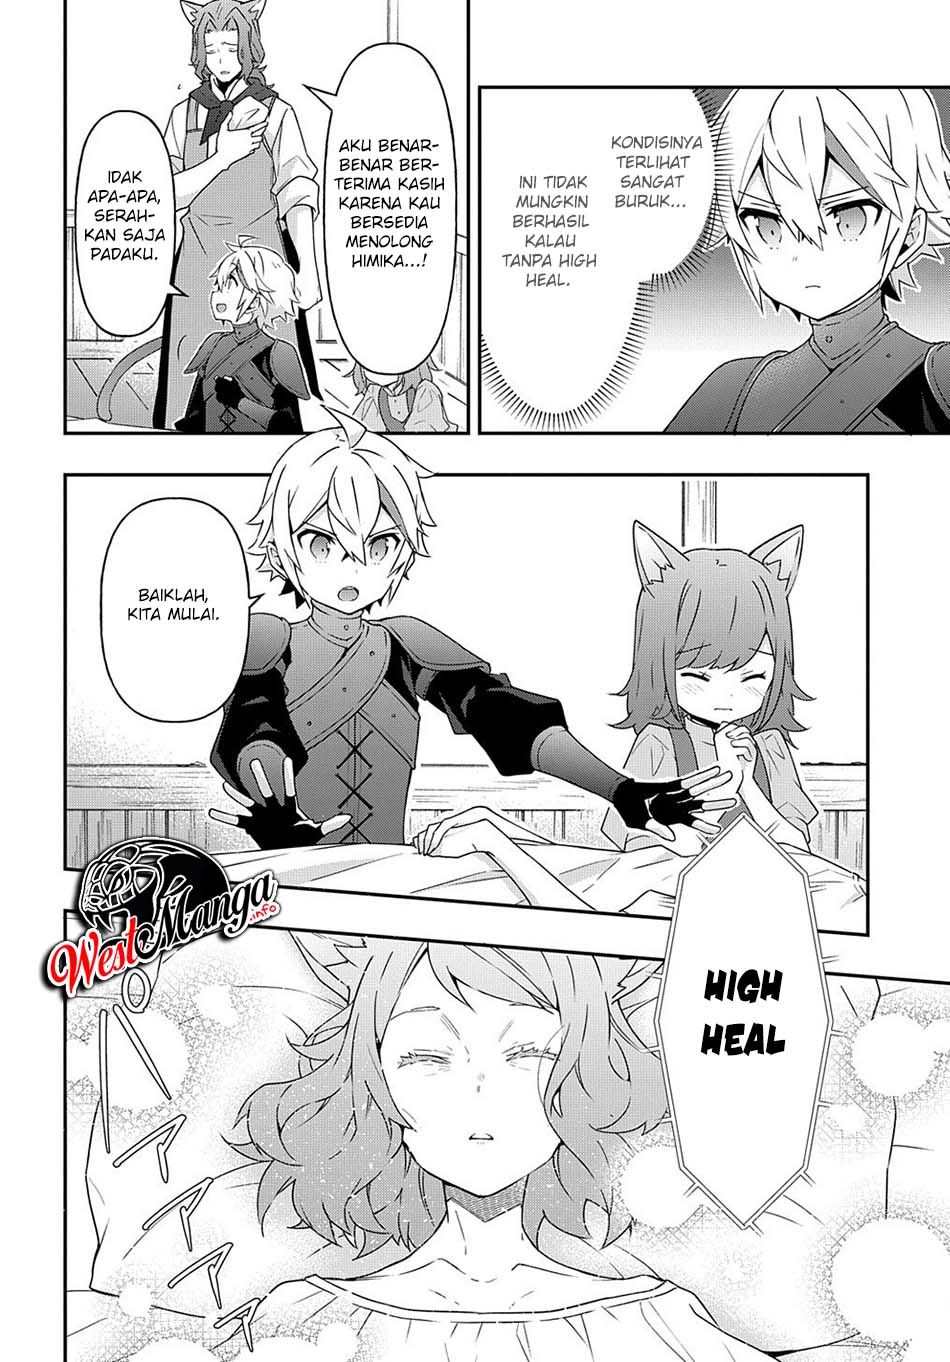 KONDISINYA
TERLIHAT
SANGAT
BURUK...
INI TIDAK
MUNGKIN
BERHASIL
KALAU
TANPA HIGH
HEAL.
AKU BENAR-
BENAR BER-
TERIMA KASIH
KARENA KAU
BERSEDIA
MENOLONG
HIMIKA...!
IDAK
APA-APA,
SERAH-
KAN SAJA
PADAKU.
BAIKLAH,
KITA MULAI.
HIGH
HEAL
WestManga
.info